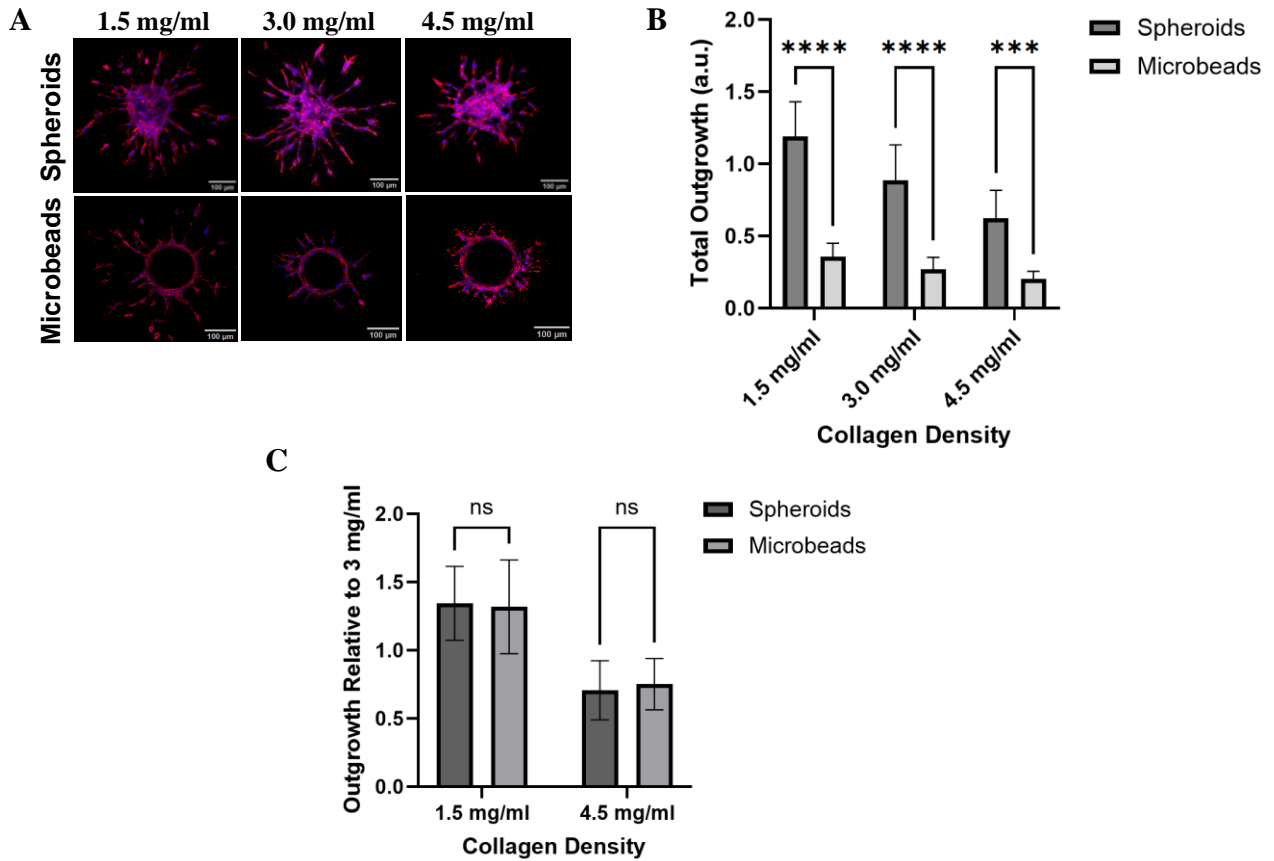 A
1.5 mg/ml
3.0 mg/ml
4.5 mg/ml
Spheroids
100 µm
100 µm
100 µm
Microbeads
100 µm
100 µm
100 µm
B
Total Outgrowth (a.u.)
2.0
1.5
1.0
0.5
0.0
****
****
***
1.5 mg/ml
3.0 mg/ml
4.5 mg/ml
Collagen Density
Spheroids
Microbeads
C
Outgrowth Relative to 3 mg/ml
2.0
1.5
1.0
0.5
0.0
ns
ns
1.5 mg/ml
4.5 mg/ml
Collagen Density
Spheroids
Microbeads